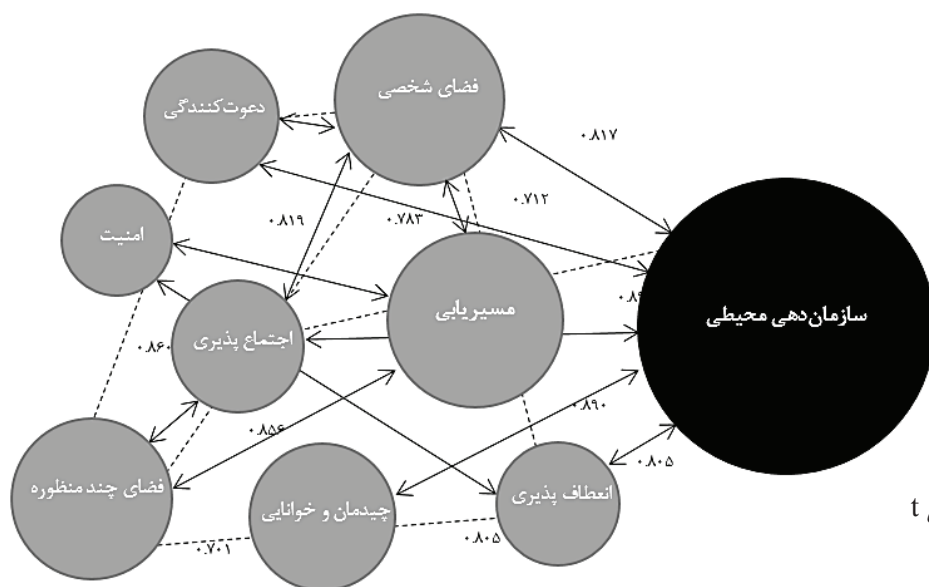 فضای شخصی
دعوت‌کنندگی
۰.۸۱۷
۰.۷۱۲
۰.۸۱۹
۰.۷۸۳
امنیت
مسیریابی
سازمان‌دهی محیطی
اجتماع پذیری
۰.۸۶۰
۰.۸۹۰
۰.۸۵۶
۰.۸۰۵
فضای چند منظوره
چیدمان و خوانایی
انعطاف پذیری
t
۰.۷۰۱
۰.۸۰۵